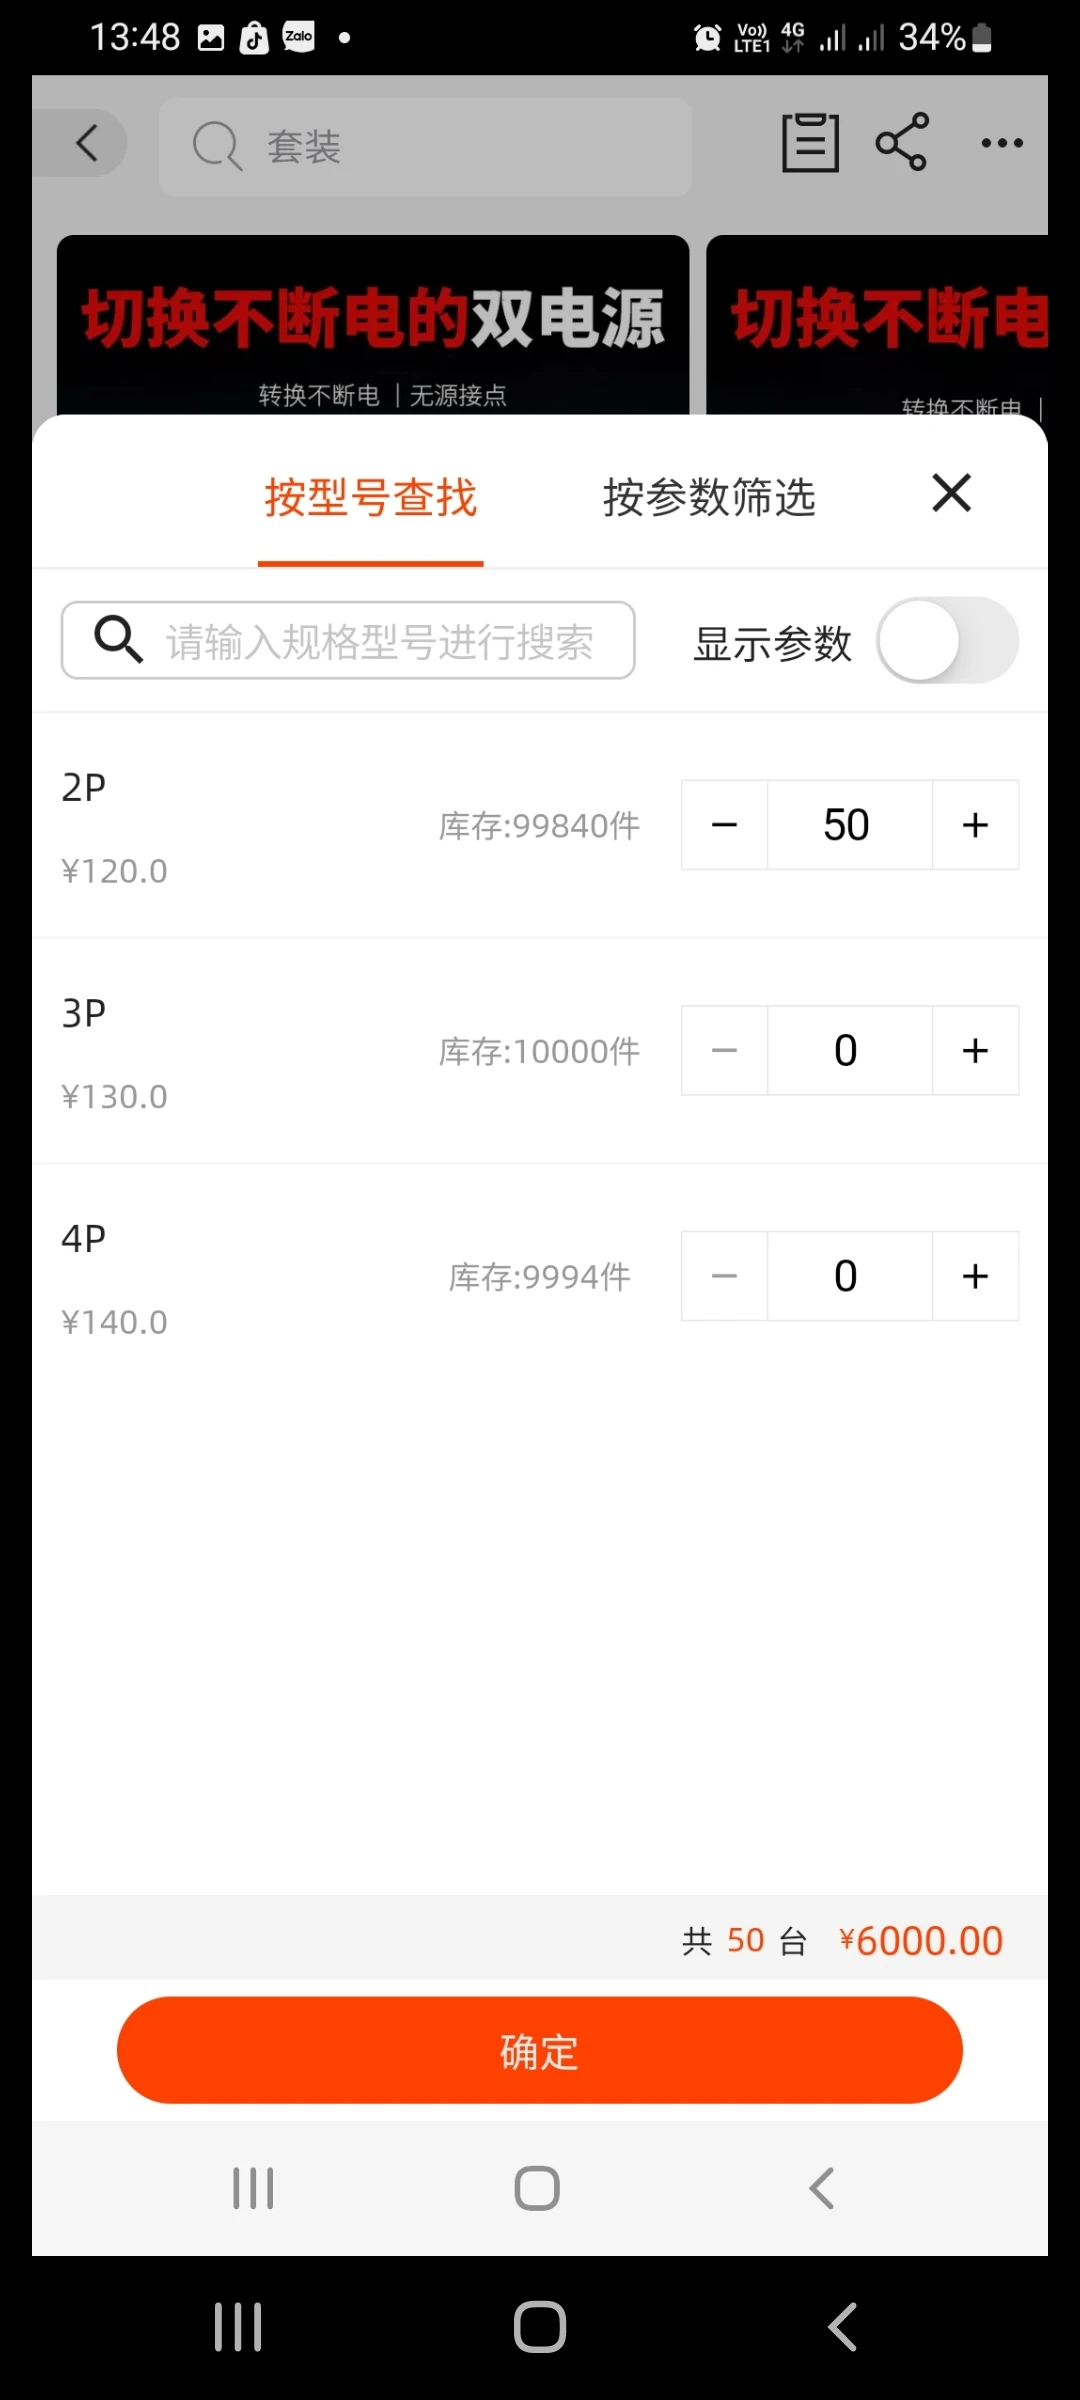 13:48 Zalo Vo)) LTE1 4G 34%
套装
切换不断电的双电源
转换不断电 | 无源接点
切换不断电
转换不断电 |
按型号查找 按参数筛选
请输入规格型号进行搜索 显示参数
2P
库存:99840件 − 50 +
¥120.0
3P
库存:10000件 − 0 +
¥130.0
4P
库存:9994件 − 0 +
¥140.0
共 50 台 ¥6000.00
确定